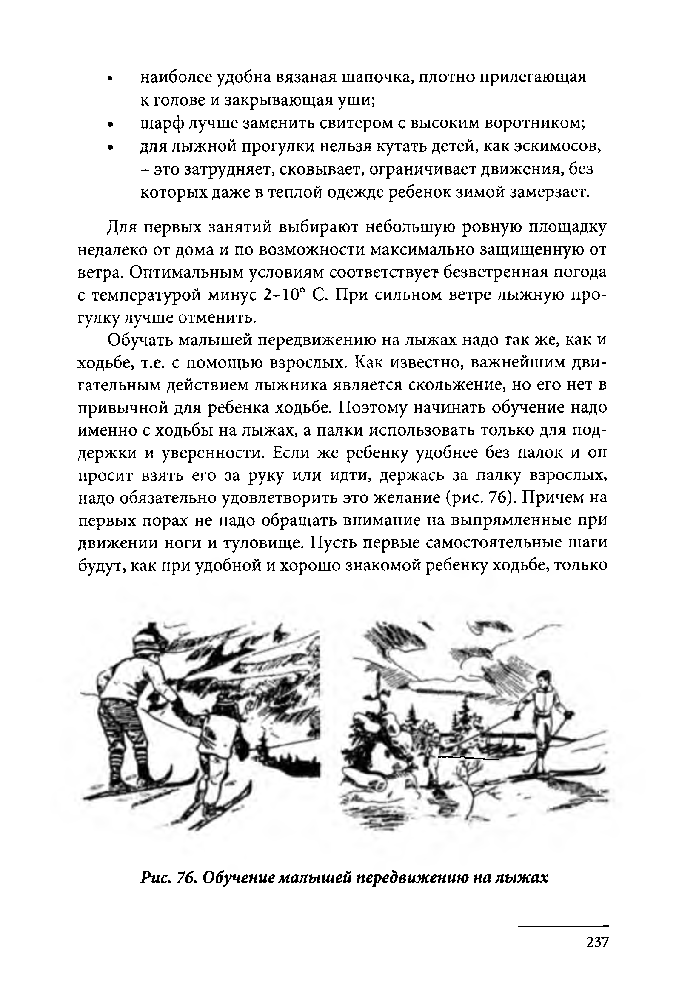 • наиболее удобна вязаная шапочка, плотно прилегающая
к голове и закрывающая уши;
• шарф лучше заменить свитером с высоким воротником;
• для лыжной прогулки нельзя кутать детей, как эскимосов,
– это затрудняет, сковывает, ограничивает движения, без
которых даже в теплой одежде ребенок зимой замерзает.
Для первых занятий выбирают небольшую ровную площадку
недалеко от дома и по возможности максимально защищенную от
ветра. Оптимальным условиям соответствует безветренная погода
с температурой минус 2–10° С. При сильном ветре лыжную про-
гулку лучше отменить.
Обучать малышей передвижению на лыжах надо так же, как и
ходьбе, т.е. с помощью взрослых. Как известно, важнейшим дви-
гательным действием лыжника является скольжение, но его нет в
привычной для ребенка ходьбе. Поэтому начинать обучение надо
именно с ходьбы на лыжах, а палки использовать только для под-
держки и уверенности. Если же ребенку удобнее без палок и он
просит взять его за руку или идти, держась за палку взрослых,
надо обязательно удовлетворить это желание (рис. 76). Причем на
первых порах не надо обращать внимание на выпрямленные при
движении ноги и туловище. Пусть первые самостоятельные шаги
будут, как при удобной и хорошо знакомой ребенку ходьбе, только
Рис. 76. Обучение малышей передвижению на лыжах
237